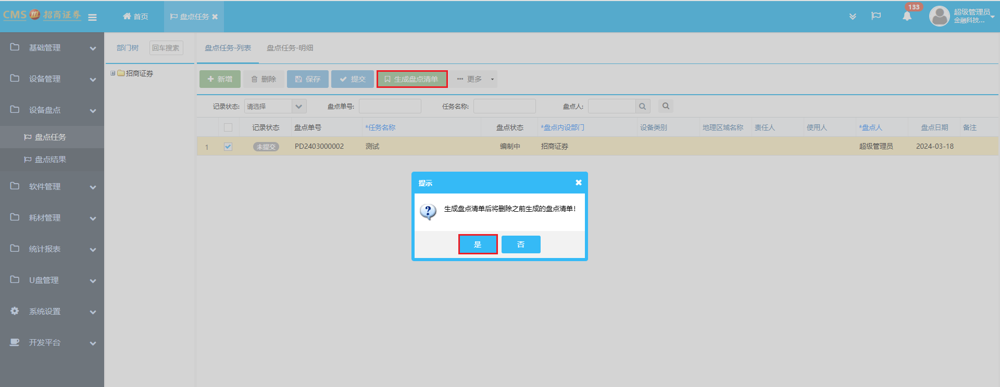 CMS 招商证券
首页
盘点任务
133
超级管理员
金融科技...
基础管理
设备管理
设备盘点
盘点任务
盘点结果
软件管理
耗材管理
统计报表
U盘管理
系统设置
开发平台
部门树
回车搜索
招商证券
盘点任务-列表 盘点任务-明细
新增 删除 保存 提交 生成盘点清单 更多
记录状态: 请选择 盘点单号: 任务名称: 盘点人:
记录状态 盘点单号 *任务名称 盘点状态 *盘点内设部门 设备类别 地理区域名称 责任人 使用人 *盘点人 盘点日期 备注
1 未提交 PD2403000002 测试 编制中 招商证券 超级管理员 2024-03-18
提示
生成盘点清单后将删除之前生成的盘点清单!
是 否